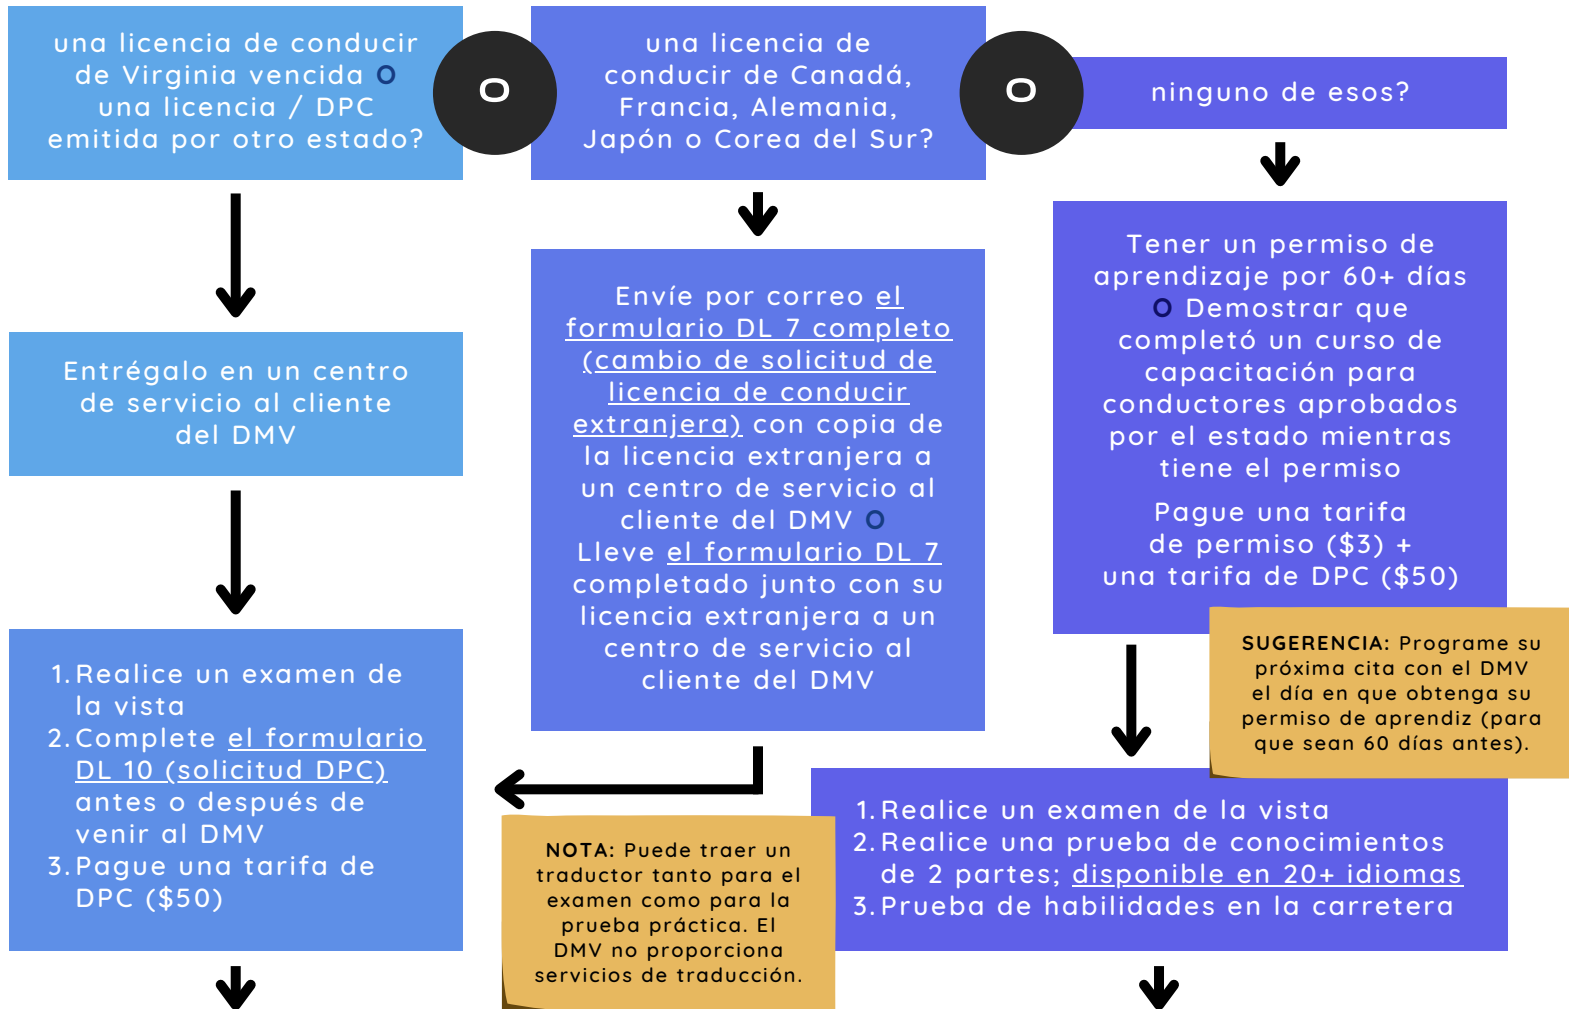 una licencia de conducir
de Virginia vencida O
una licencia / DPC
emitida por otro estado?
O
una licencia de
conducir de Canadá,
Francia, Alemania,
Japón o Corea del Sur?
O
ninguno de esos?
Entrégalo en un centro
de servicio al cliente
del DMV
1. Realice un examen de
la vista
2. Complete el formulario
DL 10 (solicitud DPC)
antes o después de
venir al DMV
3. Pague una tarifa de
DPC ($50)
Envíe por correo el
formulario DL 7 completo
(cambio de solicitud de
licencia de conducir
extranjera) con copia de
la licencia extranjera a
un centro de servicio al
cliente del DMV O
Lleve el formulario DL 7
completado junto con su
licencia extranjera a un
centro de servicio al
cliente del DMV
NOTA: Puede traer un
traductor tanto para el
examen como para la
prueba práctica. El
DMV no proporciona
servicios de traducción.
Tener un permiso de
aprendizaje por 60+ días
O Demostrar que
completó un curso de
capacitación para
conductores aprobados
por el estado mientras
tiene el permiso
Pague una tarifa
de permiso ($3) +
una tarifa de DPC ($50)
SUGERENCIA: Programe su
próxima cita con el DMV
el día en que obtenga su
permiso de aprendiz (para
que sean 60 días antes).
1. Realice un examen de la vista
2. Realice una prueba de conocimientos
de 2 partes; disponible en 20+ idiomas
3. Prueba de habilidades en la carretera